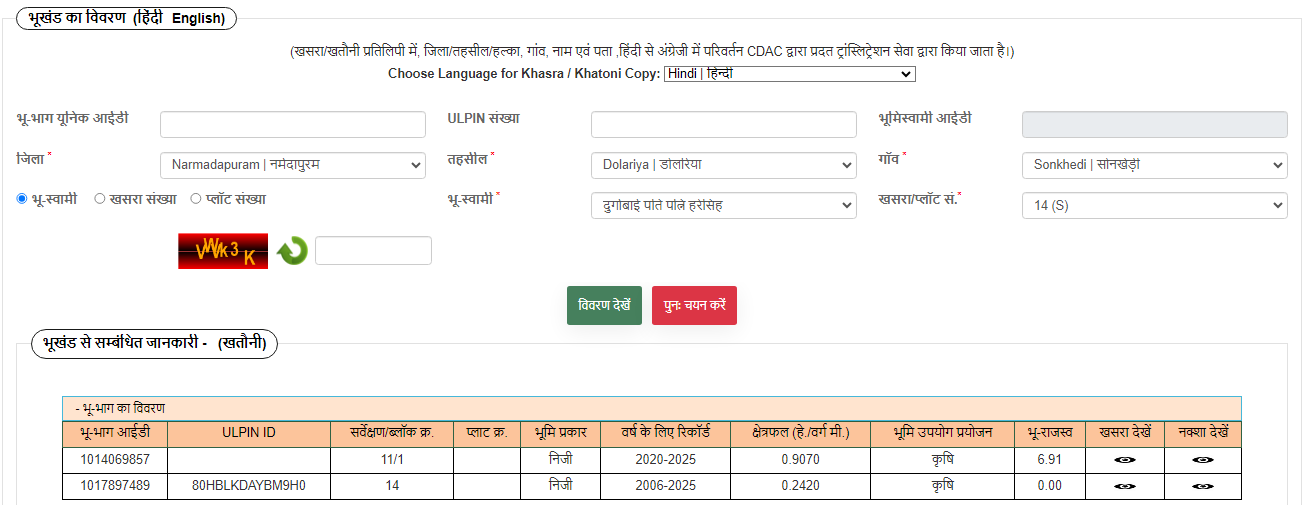 भूखंड का विवरण (हिंदी English)
(खसरा/खतौनी प्रतिलिपी में, जिला/तहसील/हल्का, गांव, नाम एवं पता ,हिंदी से अंग्रेजी में परिवर्तन CDAC द्वारा प्रदत ट्रांस्लिट्रेशन सेवा द्वारा किया जाता है।)
Choose Language for Khasra / Khatoni Copy: Hindi | हिन्दी
भू-भाग यूनिक आईडी ULPIN संख्या भूमिस्वामी आईडी
जिला * Narmadapuram | नर्मदापुरम तहसील * Dolariya | डोलरिया गाँव * Sonkhedi | सोनखेड़ी
भू-स्वामी खसरा संख्या प्लॉट संख्या भू-स्वामी * दुर्गाबाई पति पत्नि हरेसिंह खसरा/प्लॉट सं.* 14 (S)
VWK3K
विवरण देखें पुनः चयन करें
भूखंड से सम्बंधित जानकारी - (खतौनी)
- भू-भाग का विवरण
भू-भाग आईडी ULPIN ID सर्वेक्षण/ब्लॉक क्र. प्लाट क्र. भूमि प्रकार वर्ष के लिए रिकॉर्ड क्षेत्रफल (हे./वर्ग मी.) भूमि उपयोग प्रयोजन भू-राजस्व खसरा देखें नक्शा देखें
1014069857 11/1 निजी 2020-2025 0.9070 कृषि 6.91
1017897489 80HBLKDAYBM9H0 14 निजी 2006-2025 0.2420 कृषि 0.00